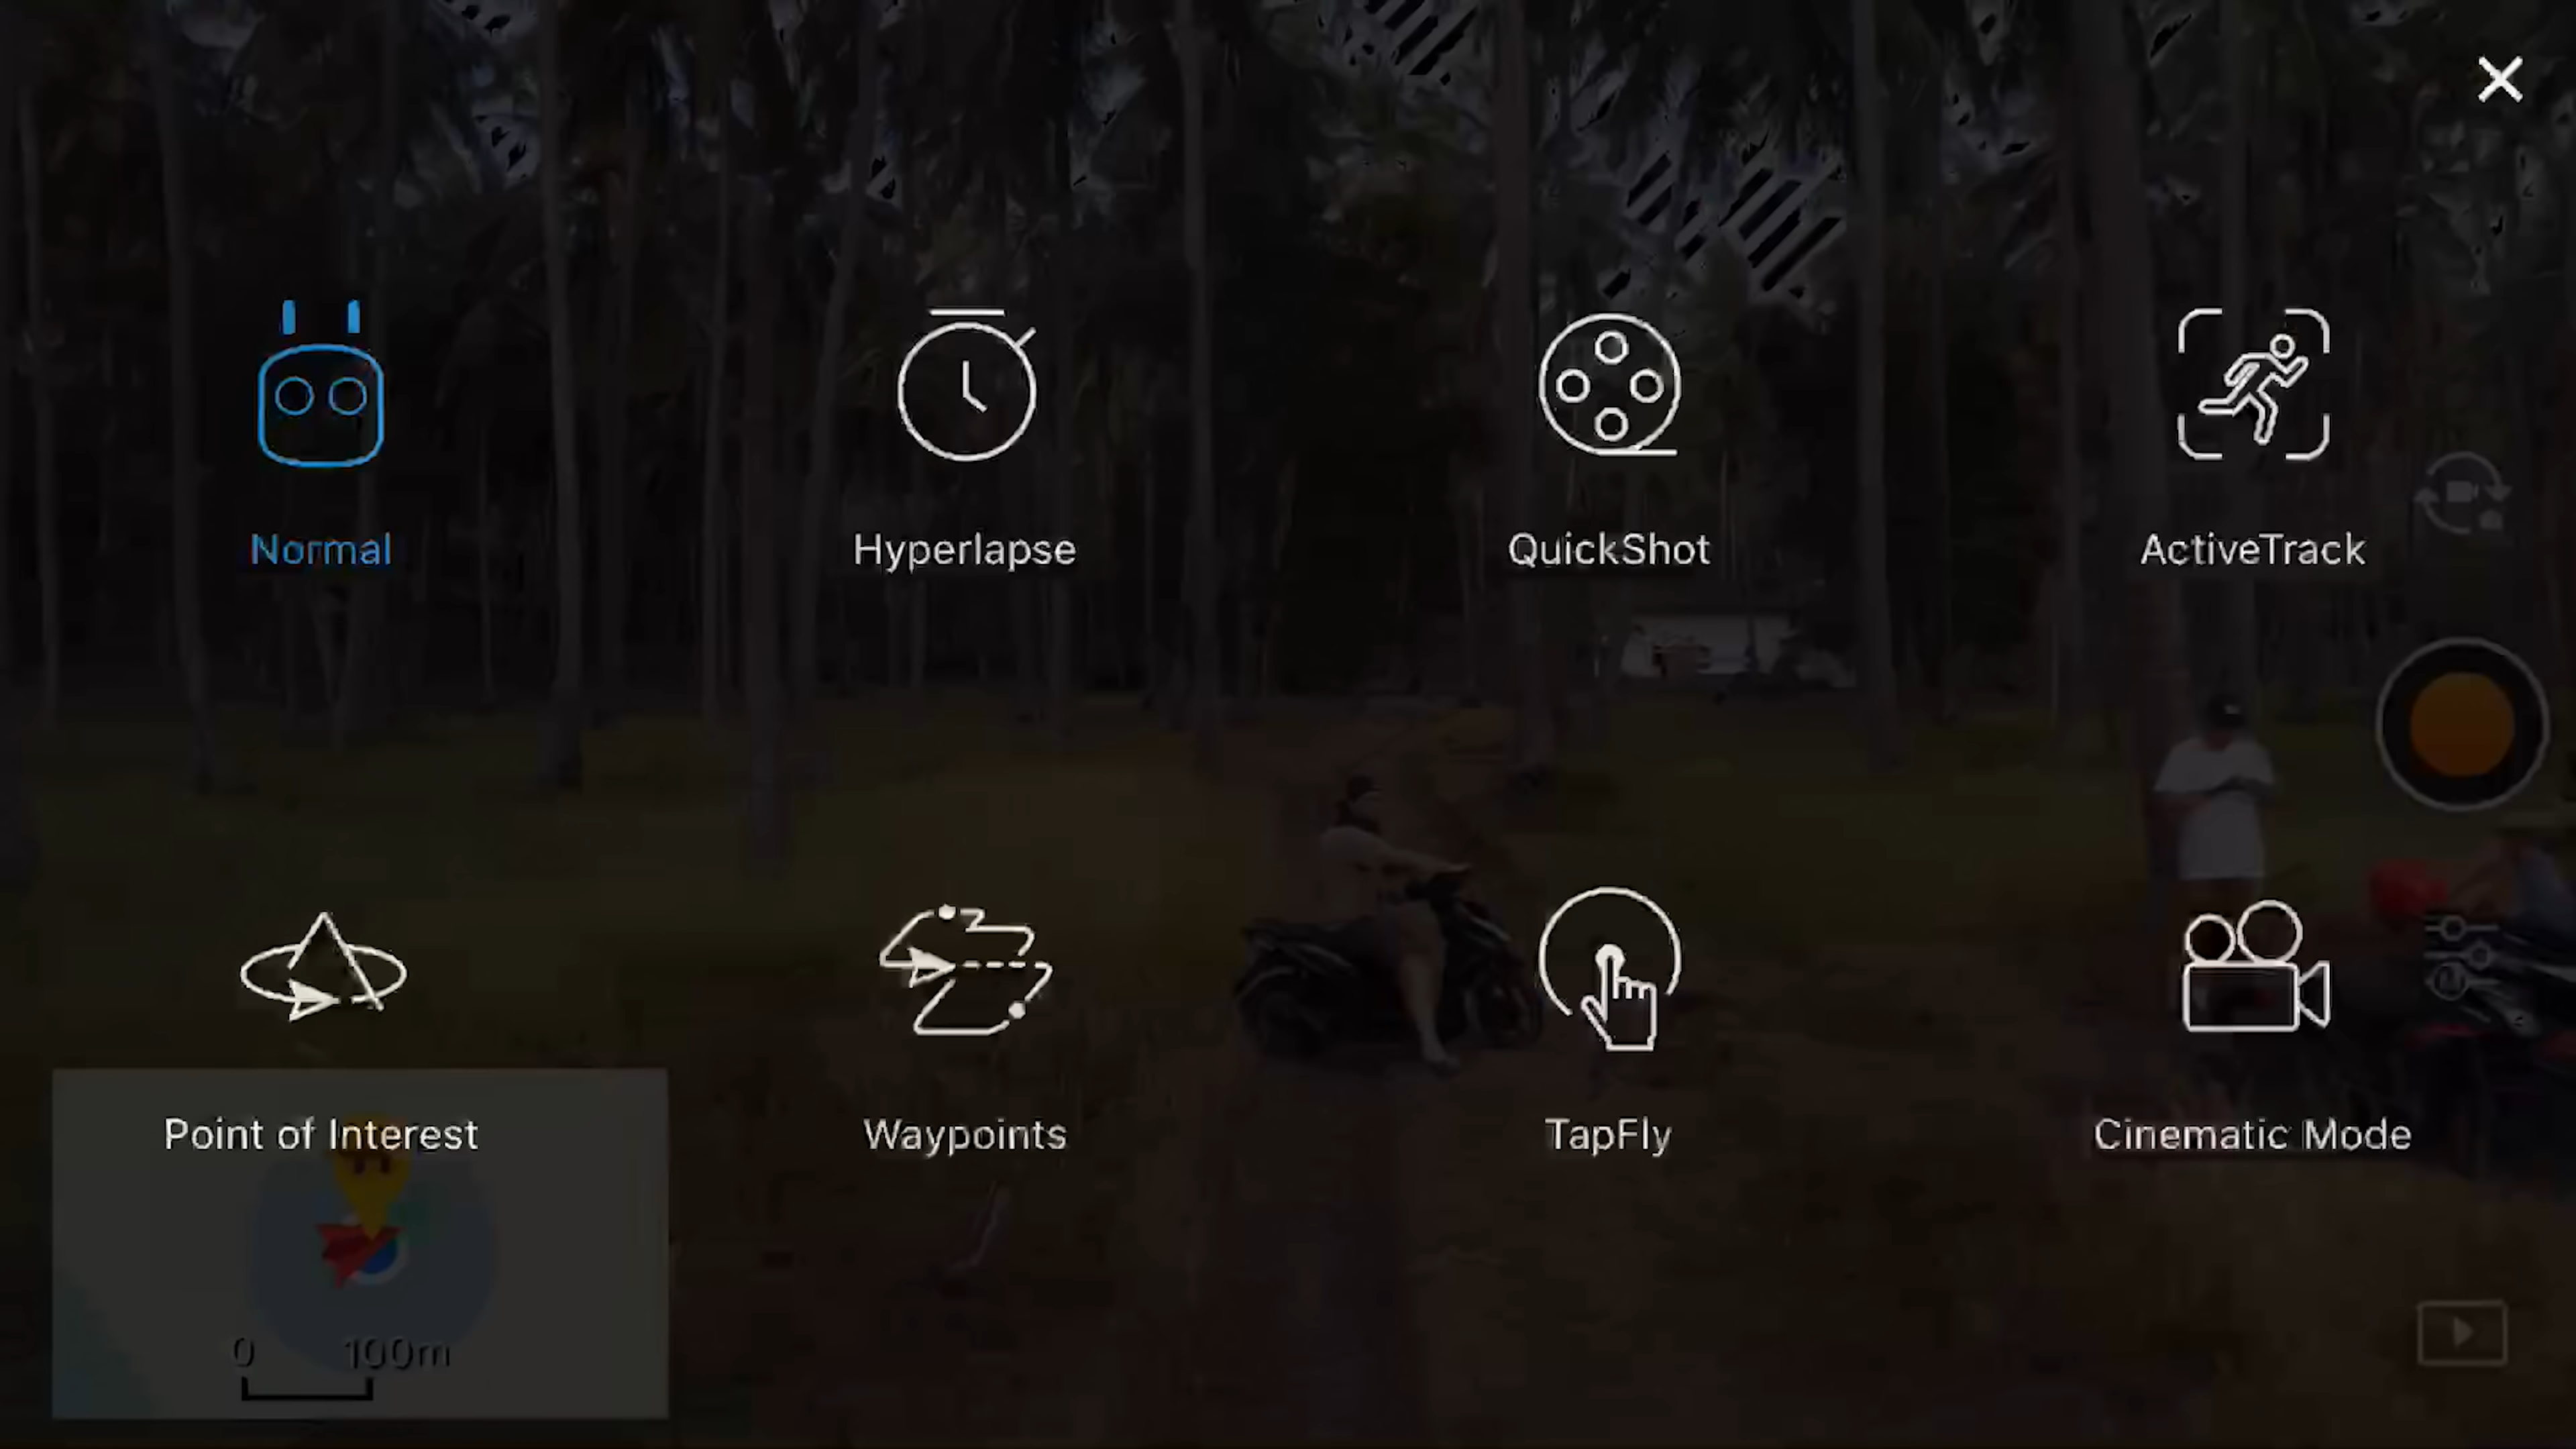 Normal
Hyperlapse
QuickShot
ActiveTrack
Point of Interest
Waypoints
TapFly
Cinematic Mode
0 100m